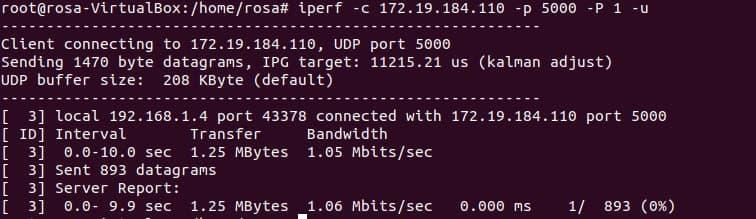 root@rosa-VirtualBox:/home/rosa# iperf -c 172.19.184.110 -p 5000 -P 1 -u
------------------------------------------------------------
Client connecting to 172.19.184.110, UDP port 5000
Sending 1470 byte datagrams, IPG target: 11215.21 us (kalman adjust)
UDP buffer size:  208 KByte (default)
------------------------------------------------------------
[  3] local 192.168.1.4 port 43378 connected with 172.19.184.110 port 5000
[ ID] Interval       Transfer     Bandwidth
[  3]  0.0-10.0 sec  1.25 MBytes  1.05 Mbits/sec
[  3] Sent 893 datagrams
[  3] Server Report:
[  3]  0.0- 9.9 sec  1.25 MBytes  1.06 Mbits/sec   0.000 ms    1/  893 (0%)